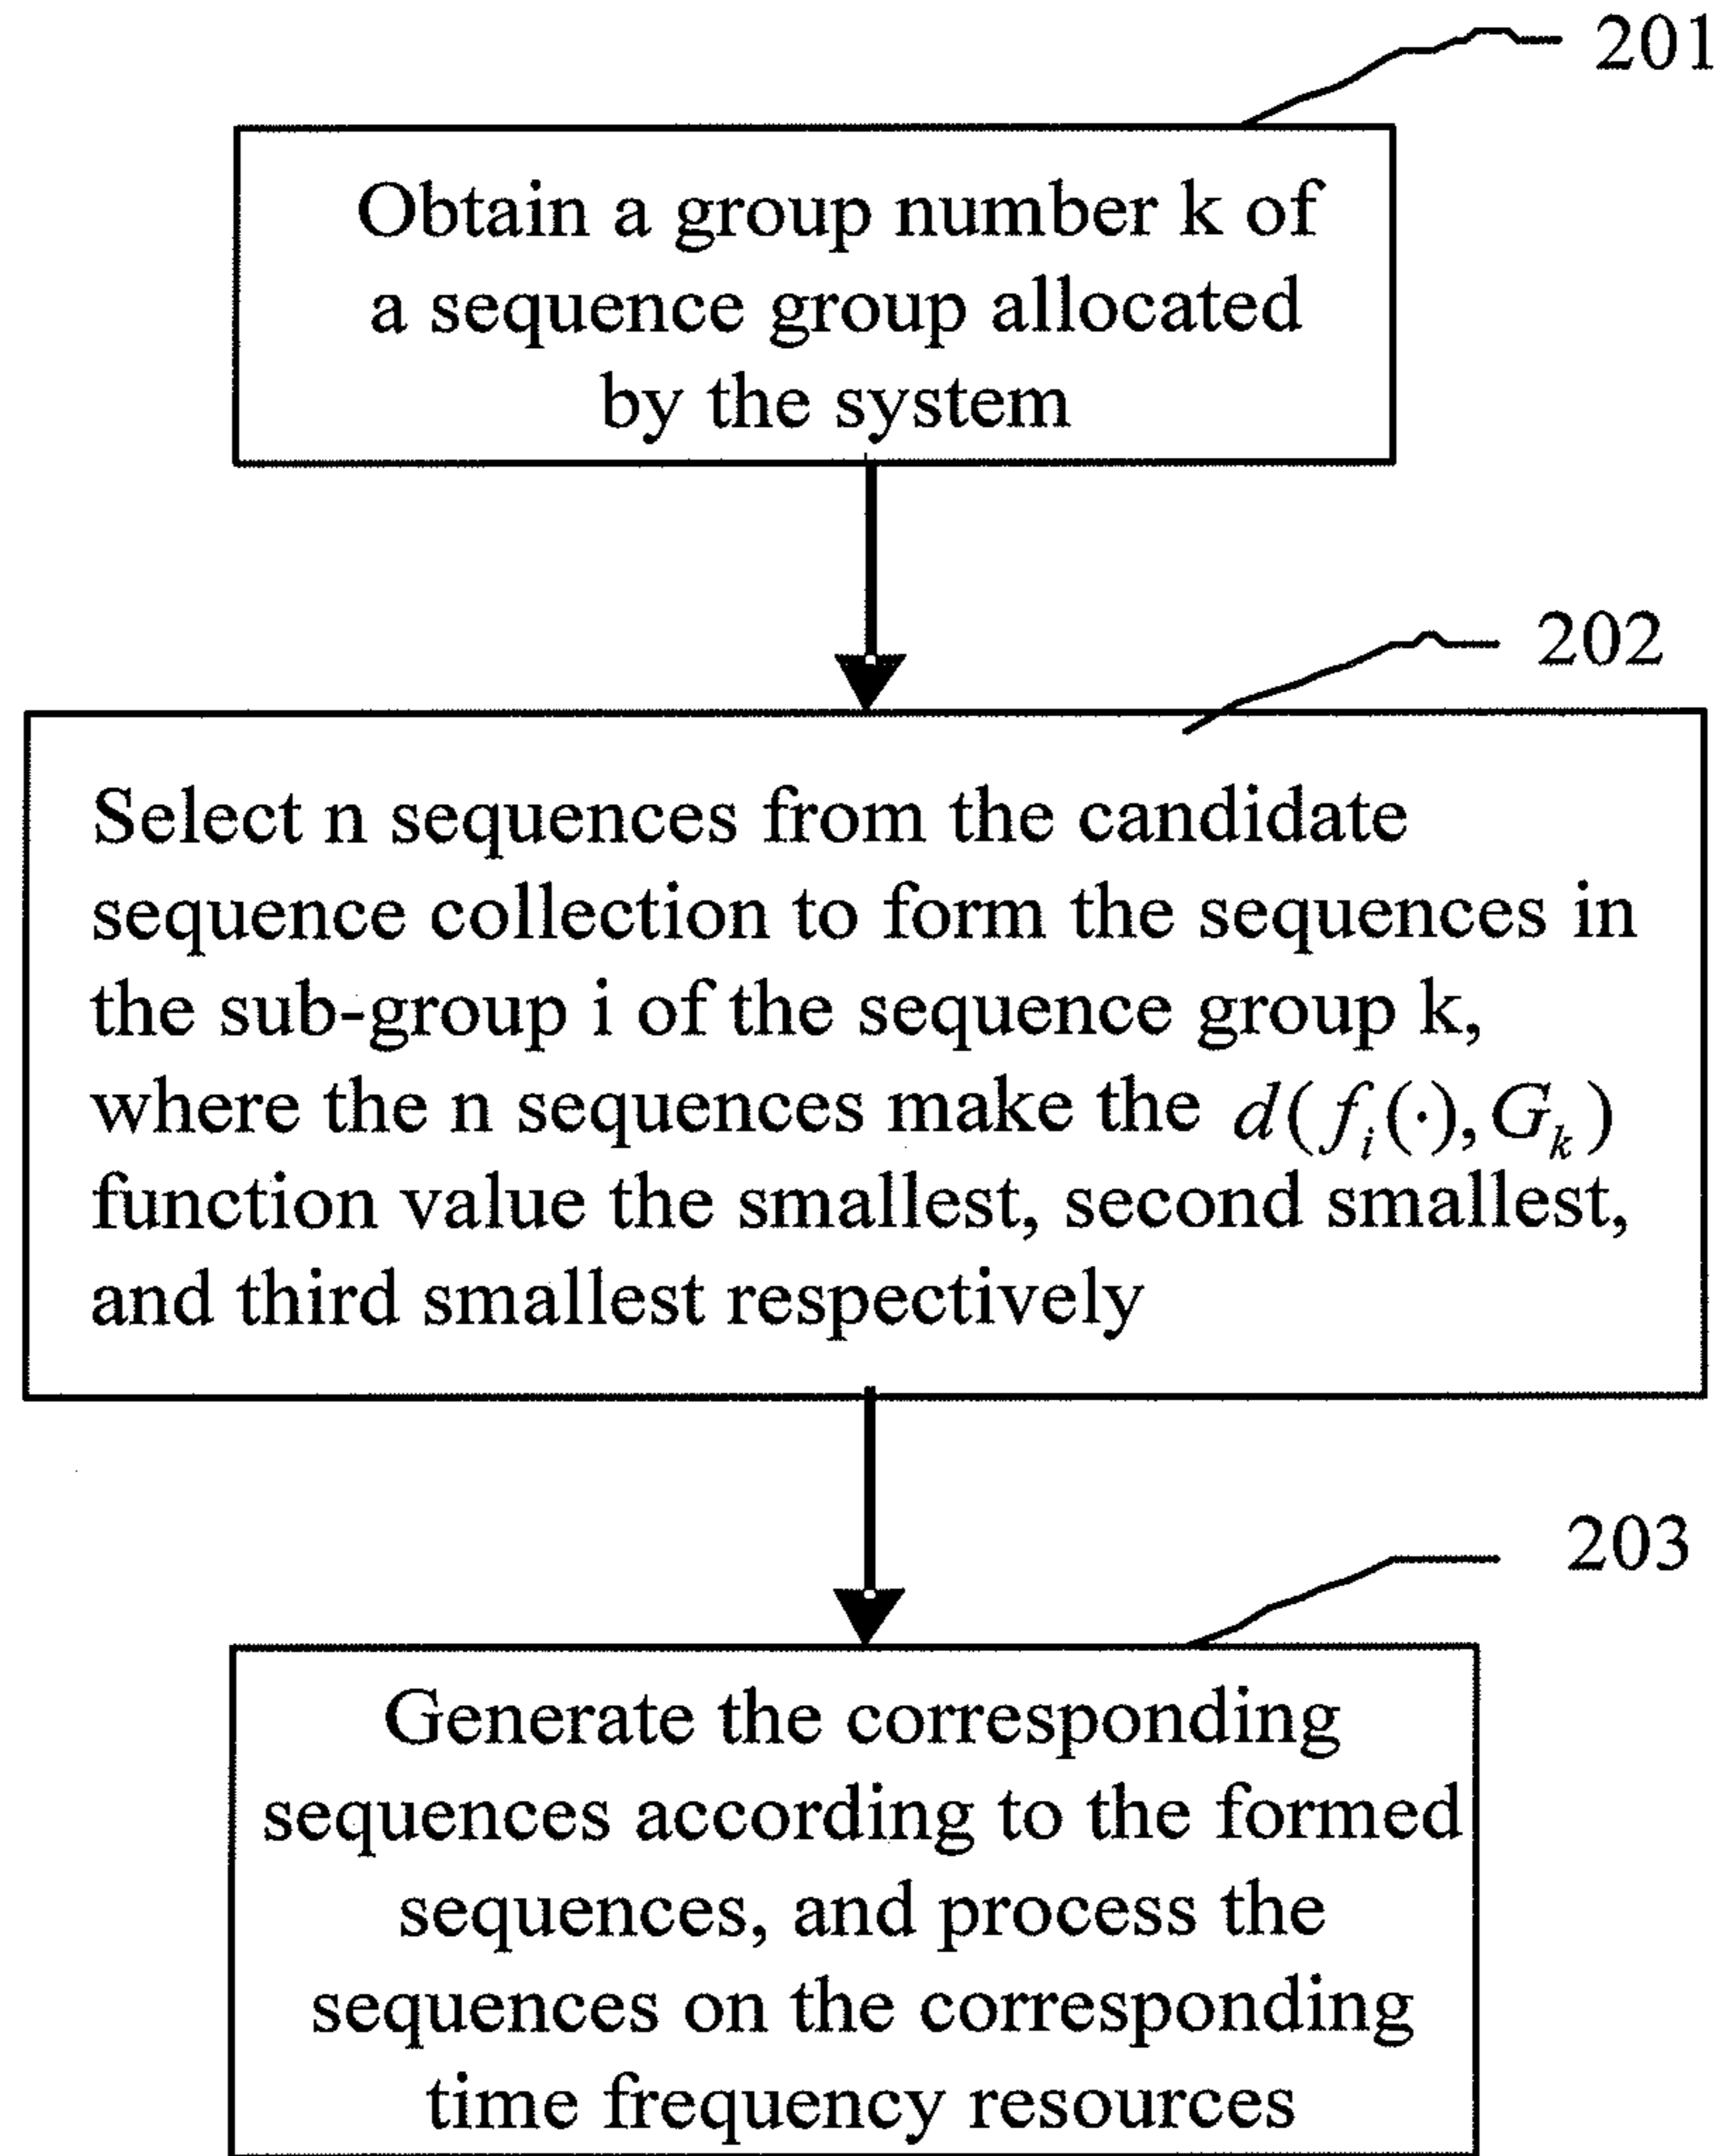 201
Obtain a group number k of
a sequence group allocated
by the system
202
Select n sequences from the candidate
sequence collection to form the sequences in
the sub-group i of the sequence group k,
where the n sequences make the d(f_i(·), G_k)
function value the smallest, second smallest,
and third smallest respectively
203
Generate the corresponding
sequences according to the formed
sequences, and process the
sequences on the corresponding
time frequency resources